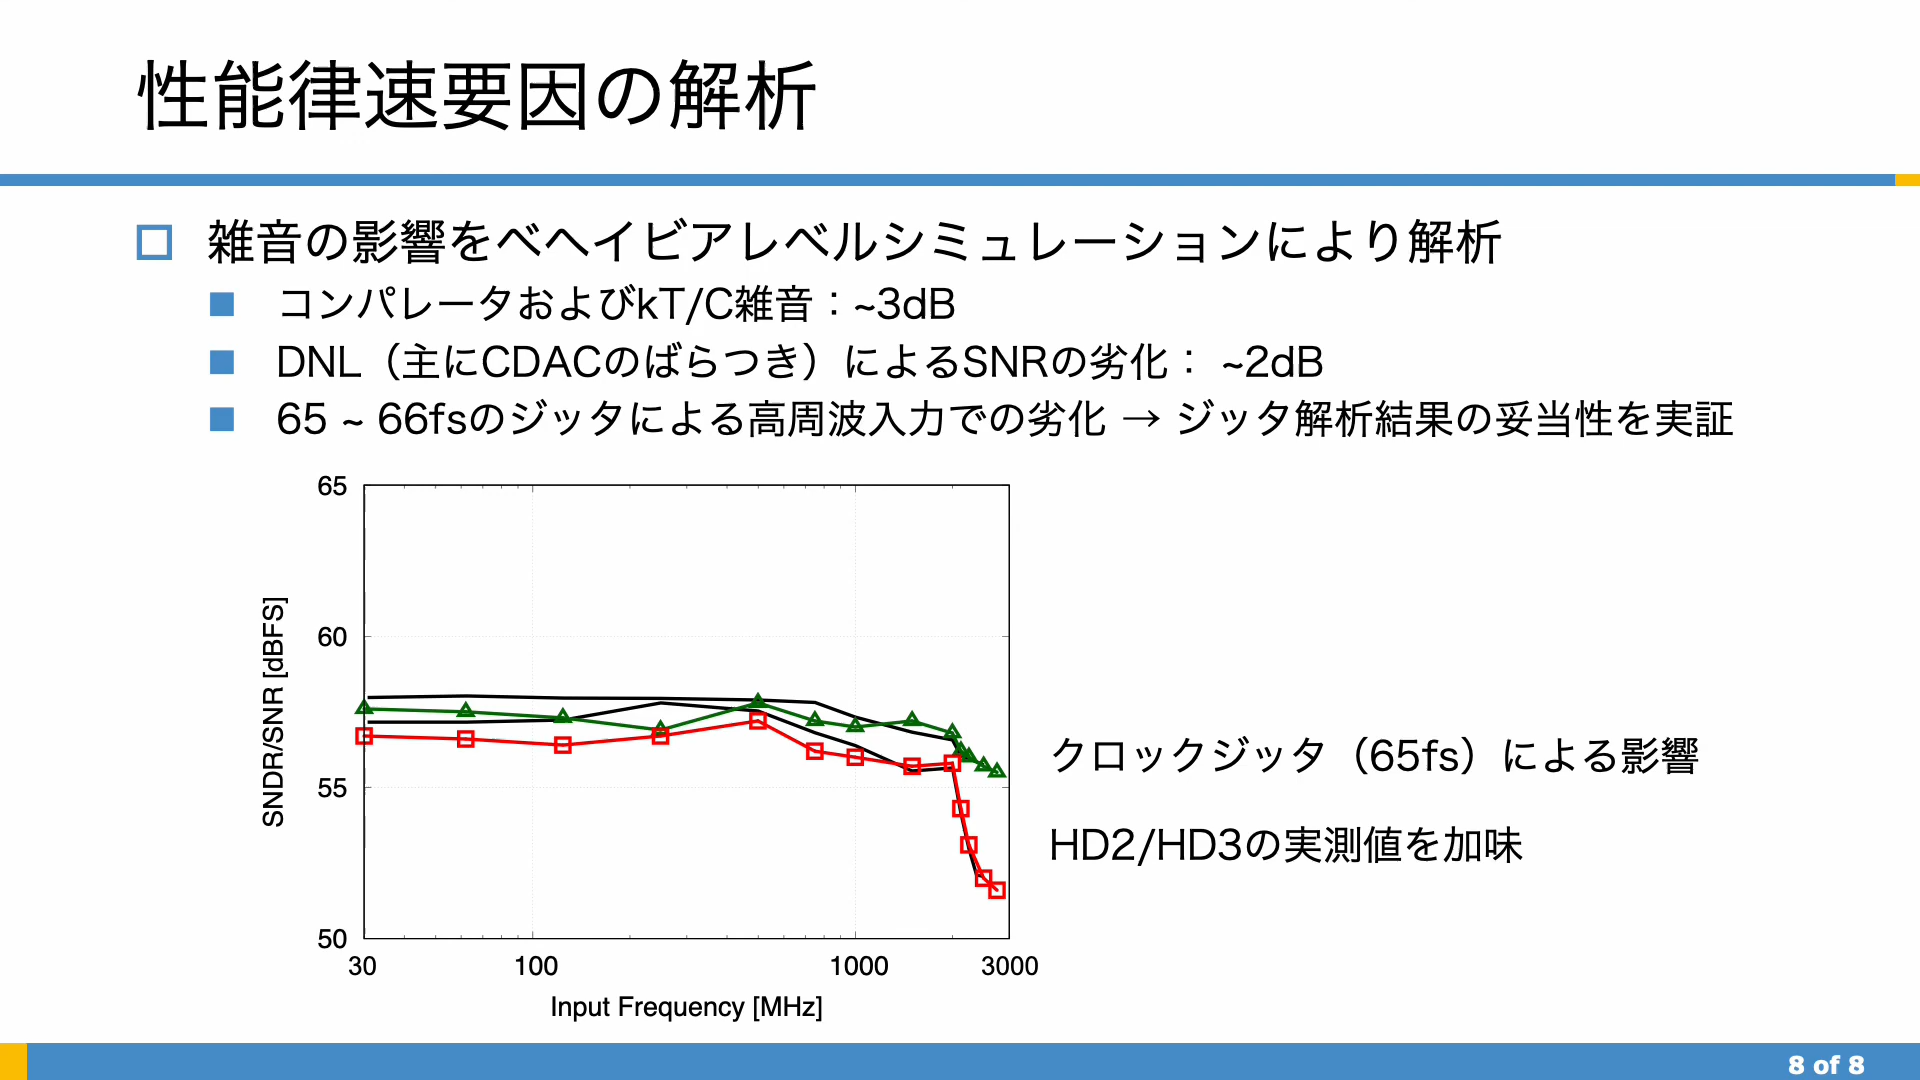 性能律速要因の解析
雑音の影響をベヘイビアレベルシミュレーションにより解析
コンパレータおよびkT/C雑音：~3dB
DNL（主にCDACのばらつき）によるSNRの劣化： ~2dB
65 ~ 66fsのジッタによる高周波入力での劣化 → ジッタ解析結果の妥当性を実証
65
60
55
50
SNDR/SNR [dBFS]
30
100
1000
3000
Input Frequency [MHz]
クロックジッタ（65fs）による影響
HD2/HD3の実測値を加味
8 of 8